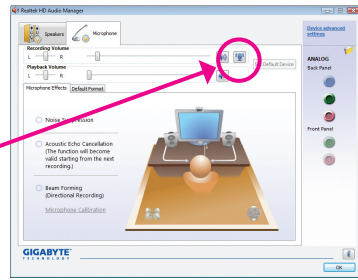 Realtek HD Audio Manager
Speakers
Microphone
Device advanced
settings
Recording Volume
L
R
Set Default Device
Playback Volume
L
R
ANALOG
Back Panel
Microphone Effects
Default Format
Noise Suppression
Acoustic Echo Cancellation
(The function will become
valid starting from the next
recording.)
Front Panel
Beam Forming
(Directional Recording)
Microphone Calibration
GIGABYTE
TECHNOLOGY
OK